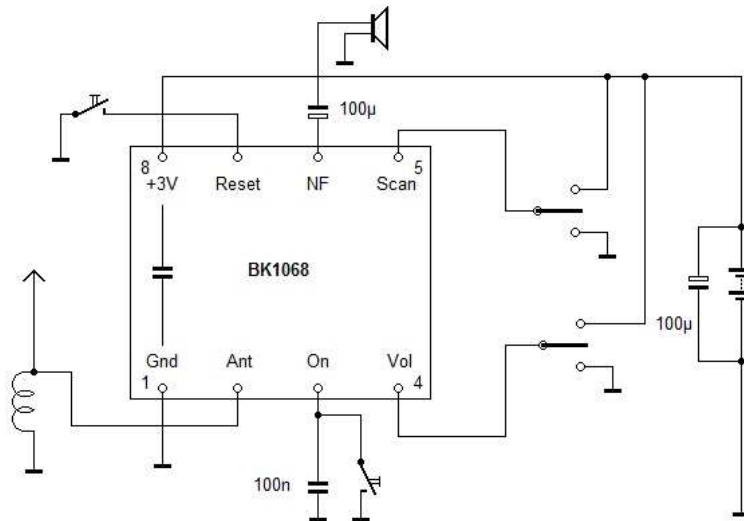 100µ
8
5
+3V Reset NF Scan
BK1068
100µ
Gnd Ant On Vol
1
4
100n